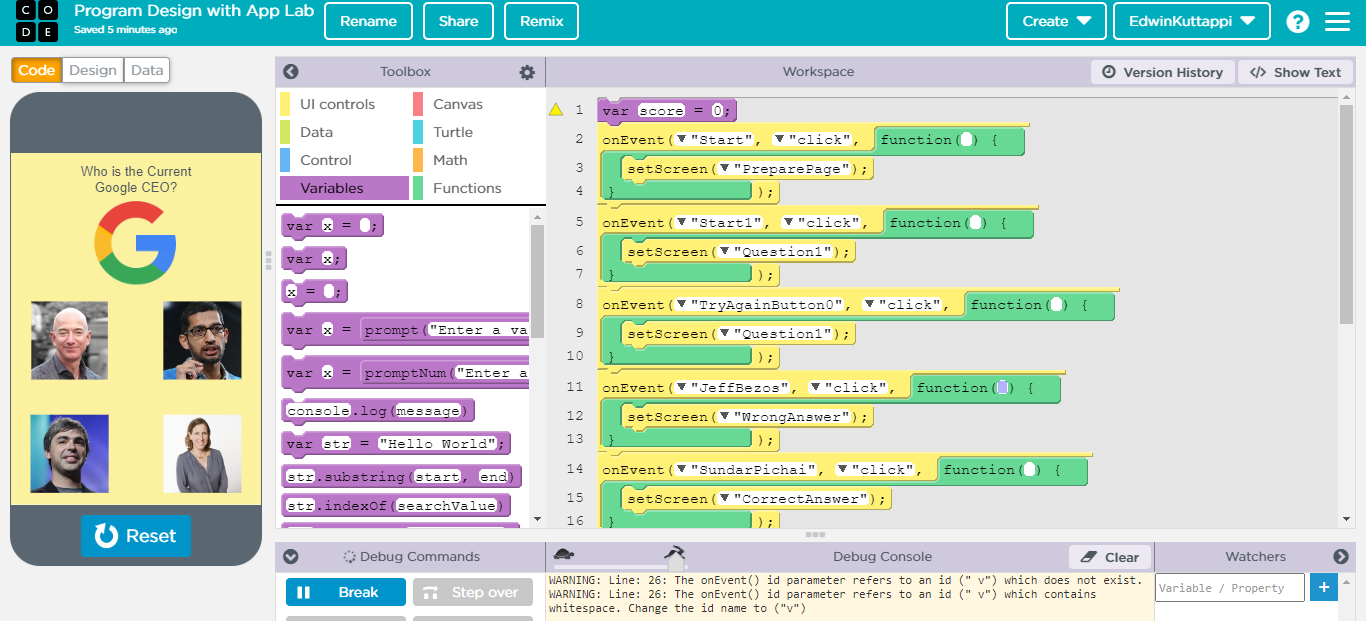 C O D E
Program Design with App Lab
Saved 5 minutes ago
Rename
Share
Remix
Create
EdwinKuttappi
?
Code
Design
Data
Toolbox
Workspace
Version History
</> Show Text
Who is the Current
Google CEO?
Reset
UI controls
Canvas
Data
Turtle
Control
Math
Variables
Functions
var x = ;
var x;
x = ;
var x = prompt("Enter a va
var x = promptNum("Enter a
console.log(message)
var str = "Hello World";
str.substring(start, end)
str.indexOf(searchValue)
1 var score = 0;
2 onEvent("Start", "click", function() {
3 setScreen("PreparePage");
4 });
5 onEvent("Start1", "click", function() {
6 setScreen("Question1");
7 });
8 onEvent("TryAgainButton0", "click", function() {
9 setScreen("Question1");
10 });
11 onEvent("JeffBezos", "click", function() {
12 setScreen("WrongAnswer");
13 });
14 onEvent("SundarPichai", "click", function() {
15 setScreen("CorrectAnswer");
16 });
Debug Commands
Break
Step over
Debug Console
Clear
WARNING: Line: 26: The onEvent() id parameter refers to an id (" v") which does not exist.
WARNING: Line: 26: The onEvent() id parameter refers to an id (" v") which contains
whitespace. Change the id name to ("v")
Watchers
Variable / Property
+